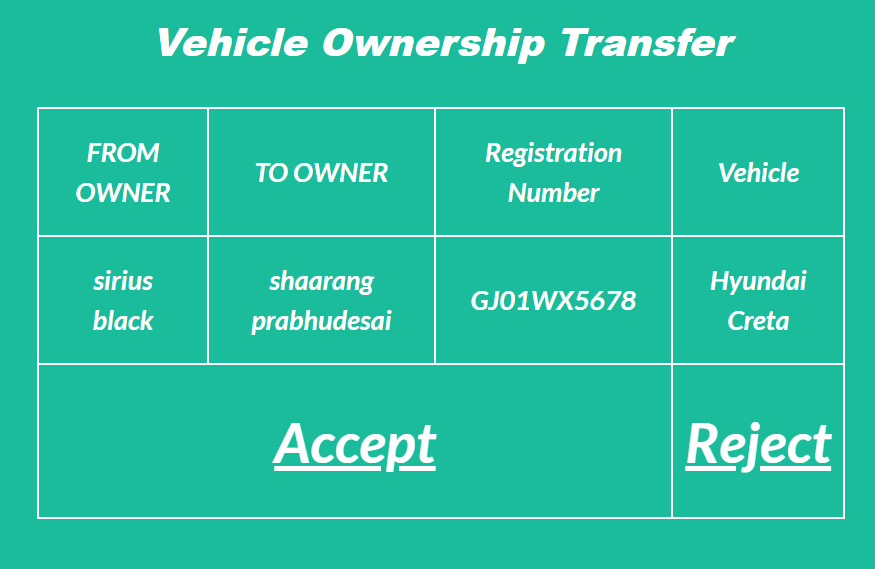 Vehicle Ownership Transfer
FROM
OWNER
TO OWNER
Registration
Number
Vehicle
sirius
black
shaarang
prabhudesai
GJ01WX5678
Hyundai
Creta
Accept
Reject